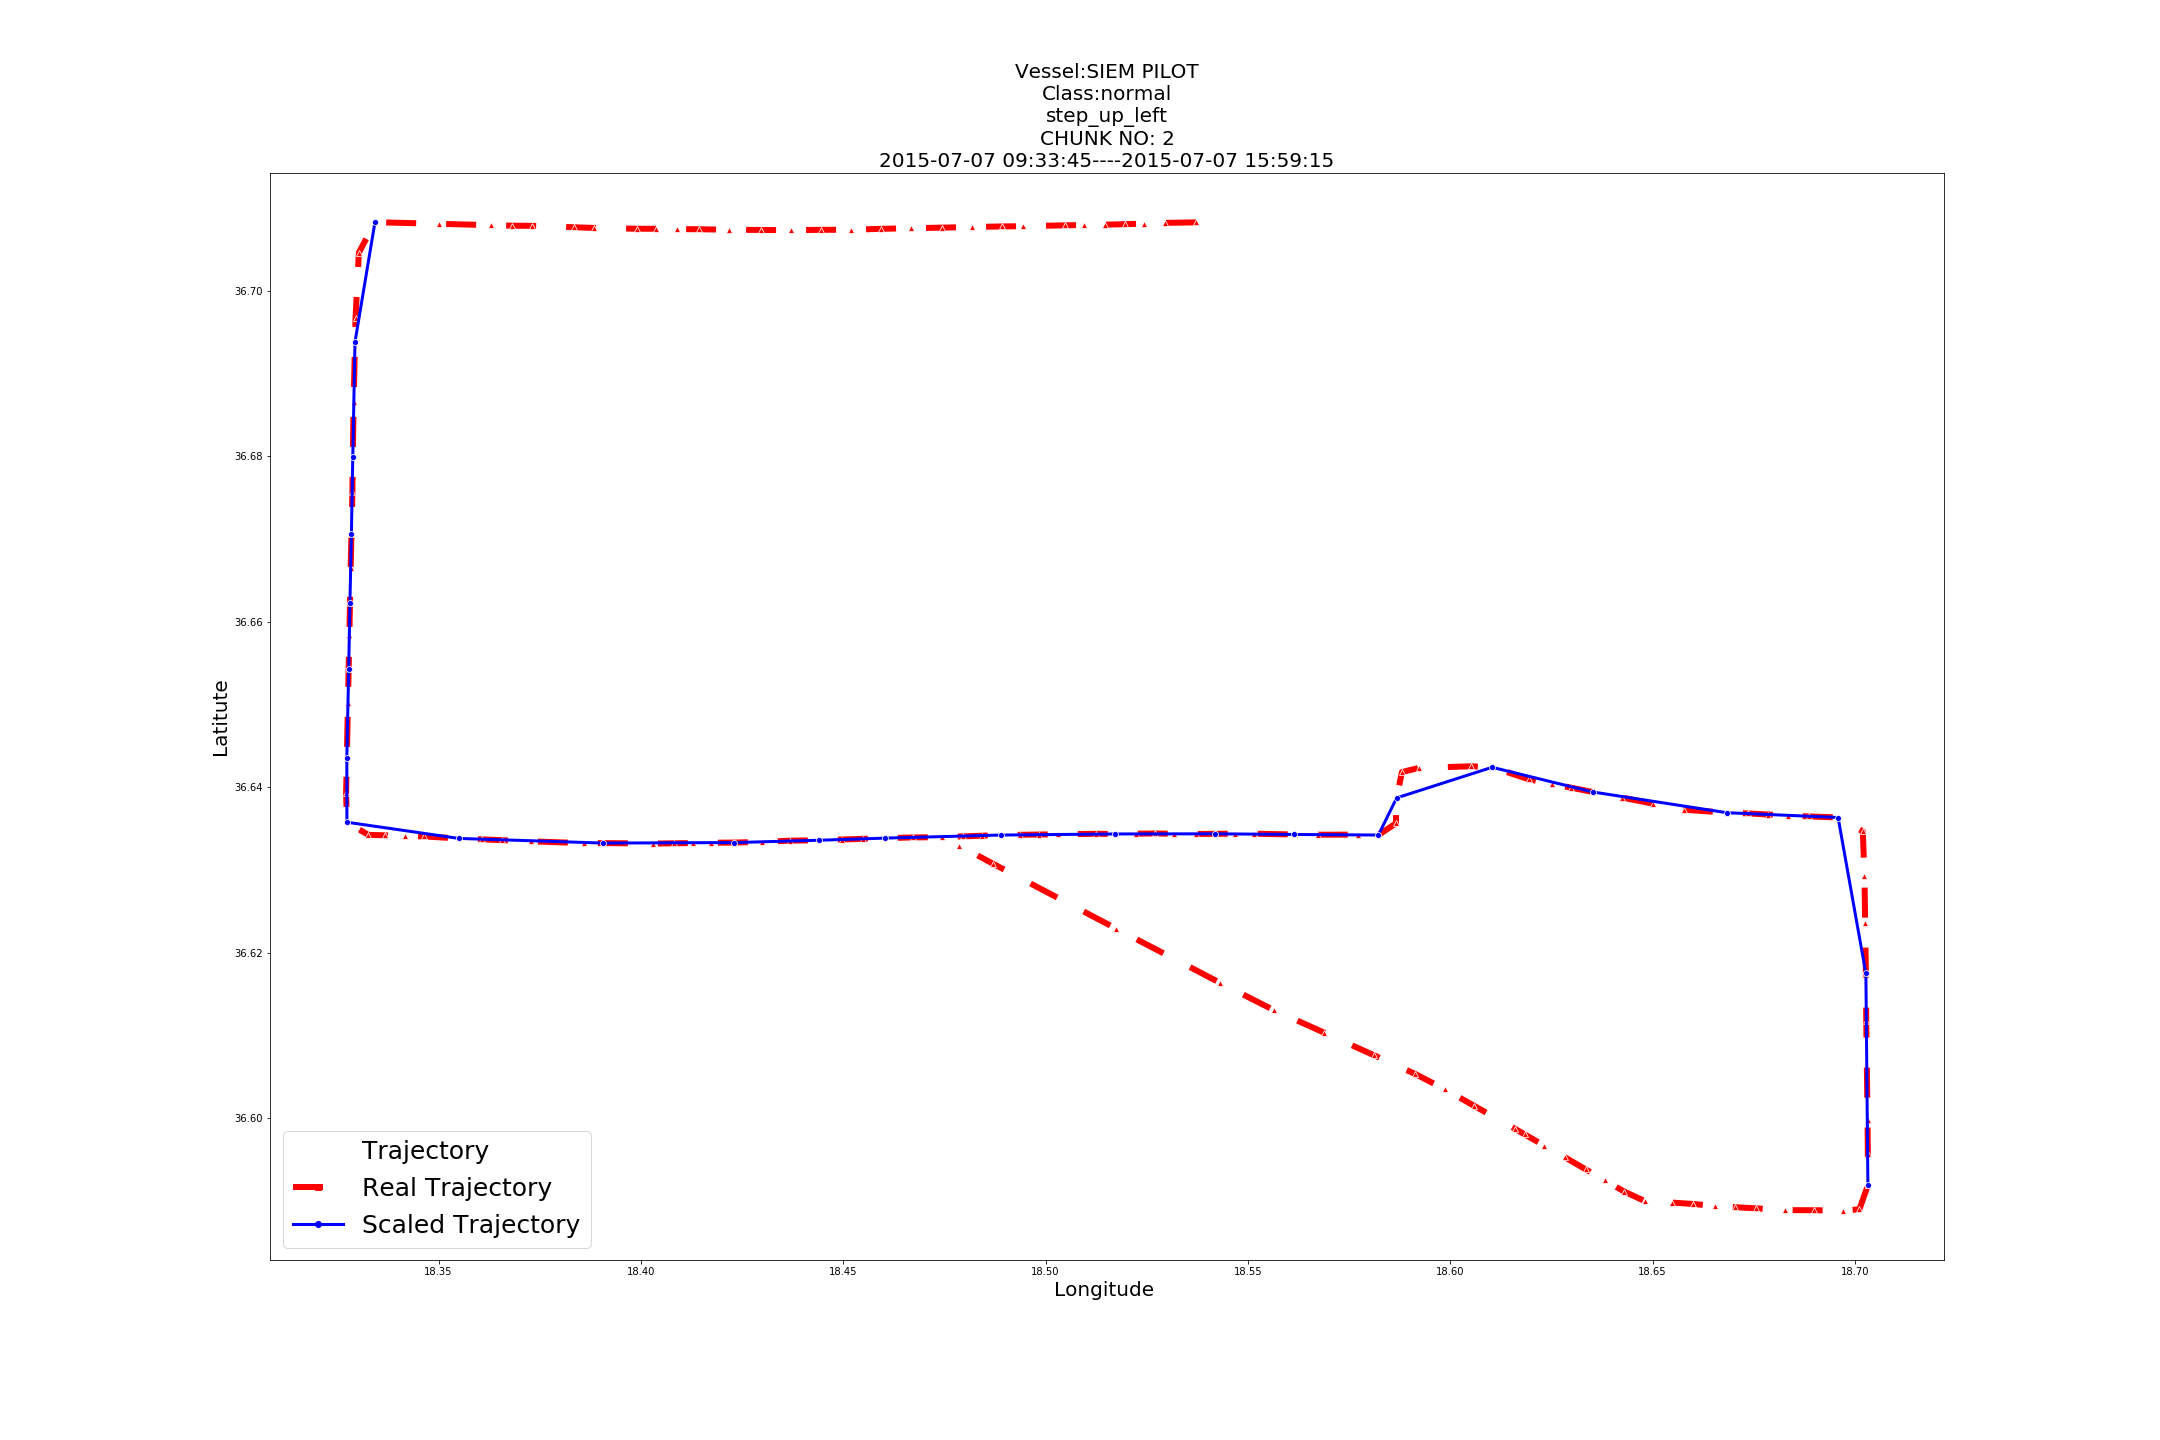 Vessel:SIEM PILOT
Class:normal
step_up_left
CHUNK NO: 2
2015-07-07 09:33:45----2015-07-07 15:59:15
36.70
36.68
36.66
36.64
36.62
36.60
Latitute
Trajectory
Real Trajectory
Scaled Trajectory
18.35 18.40 18.45 18.50 18.55 18.60 18.65 18.70
Longitude